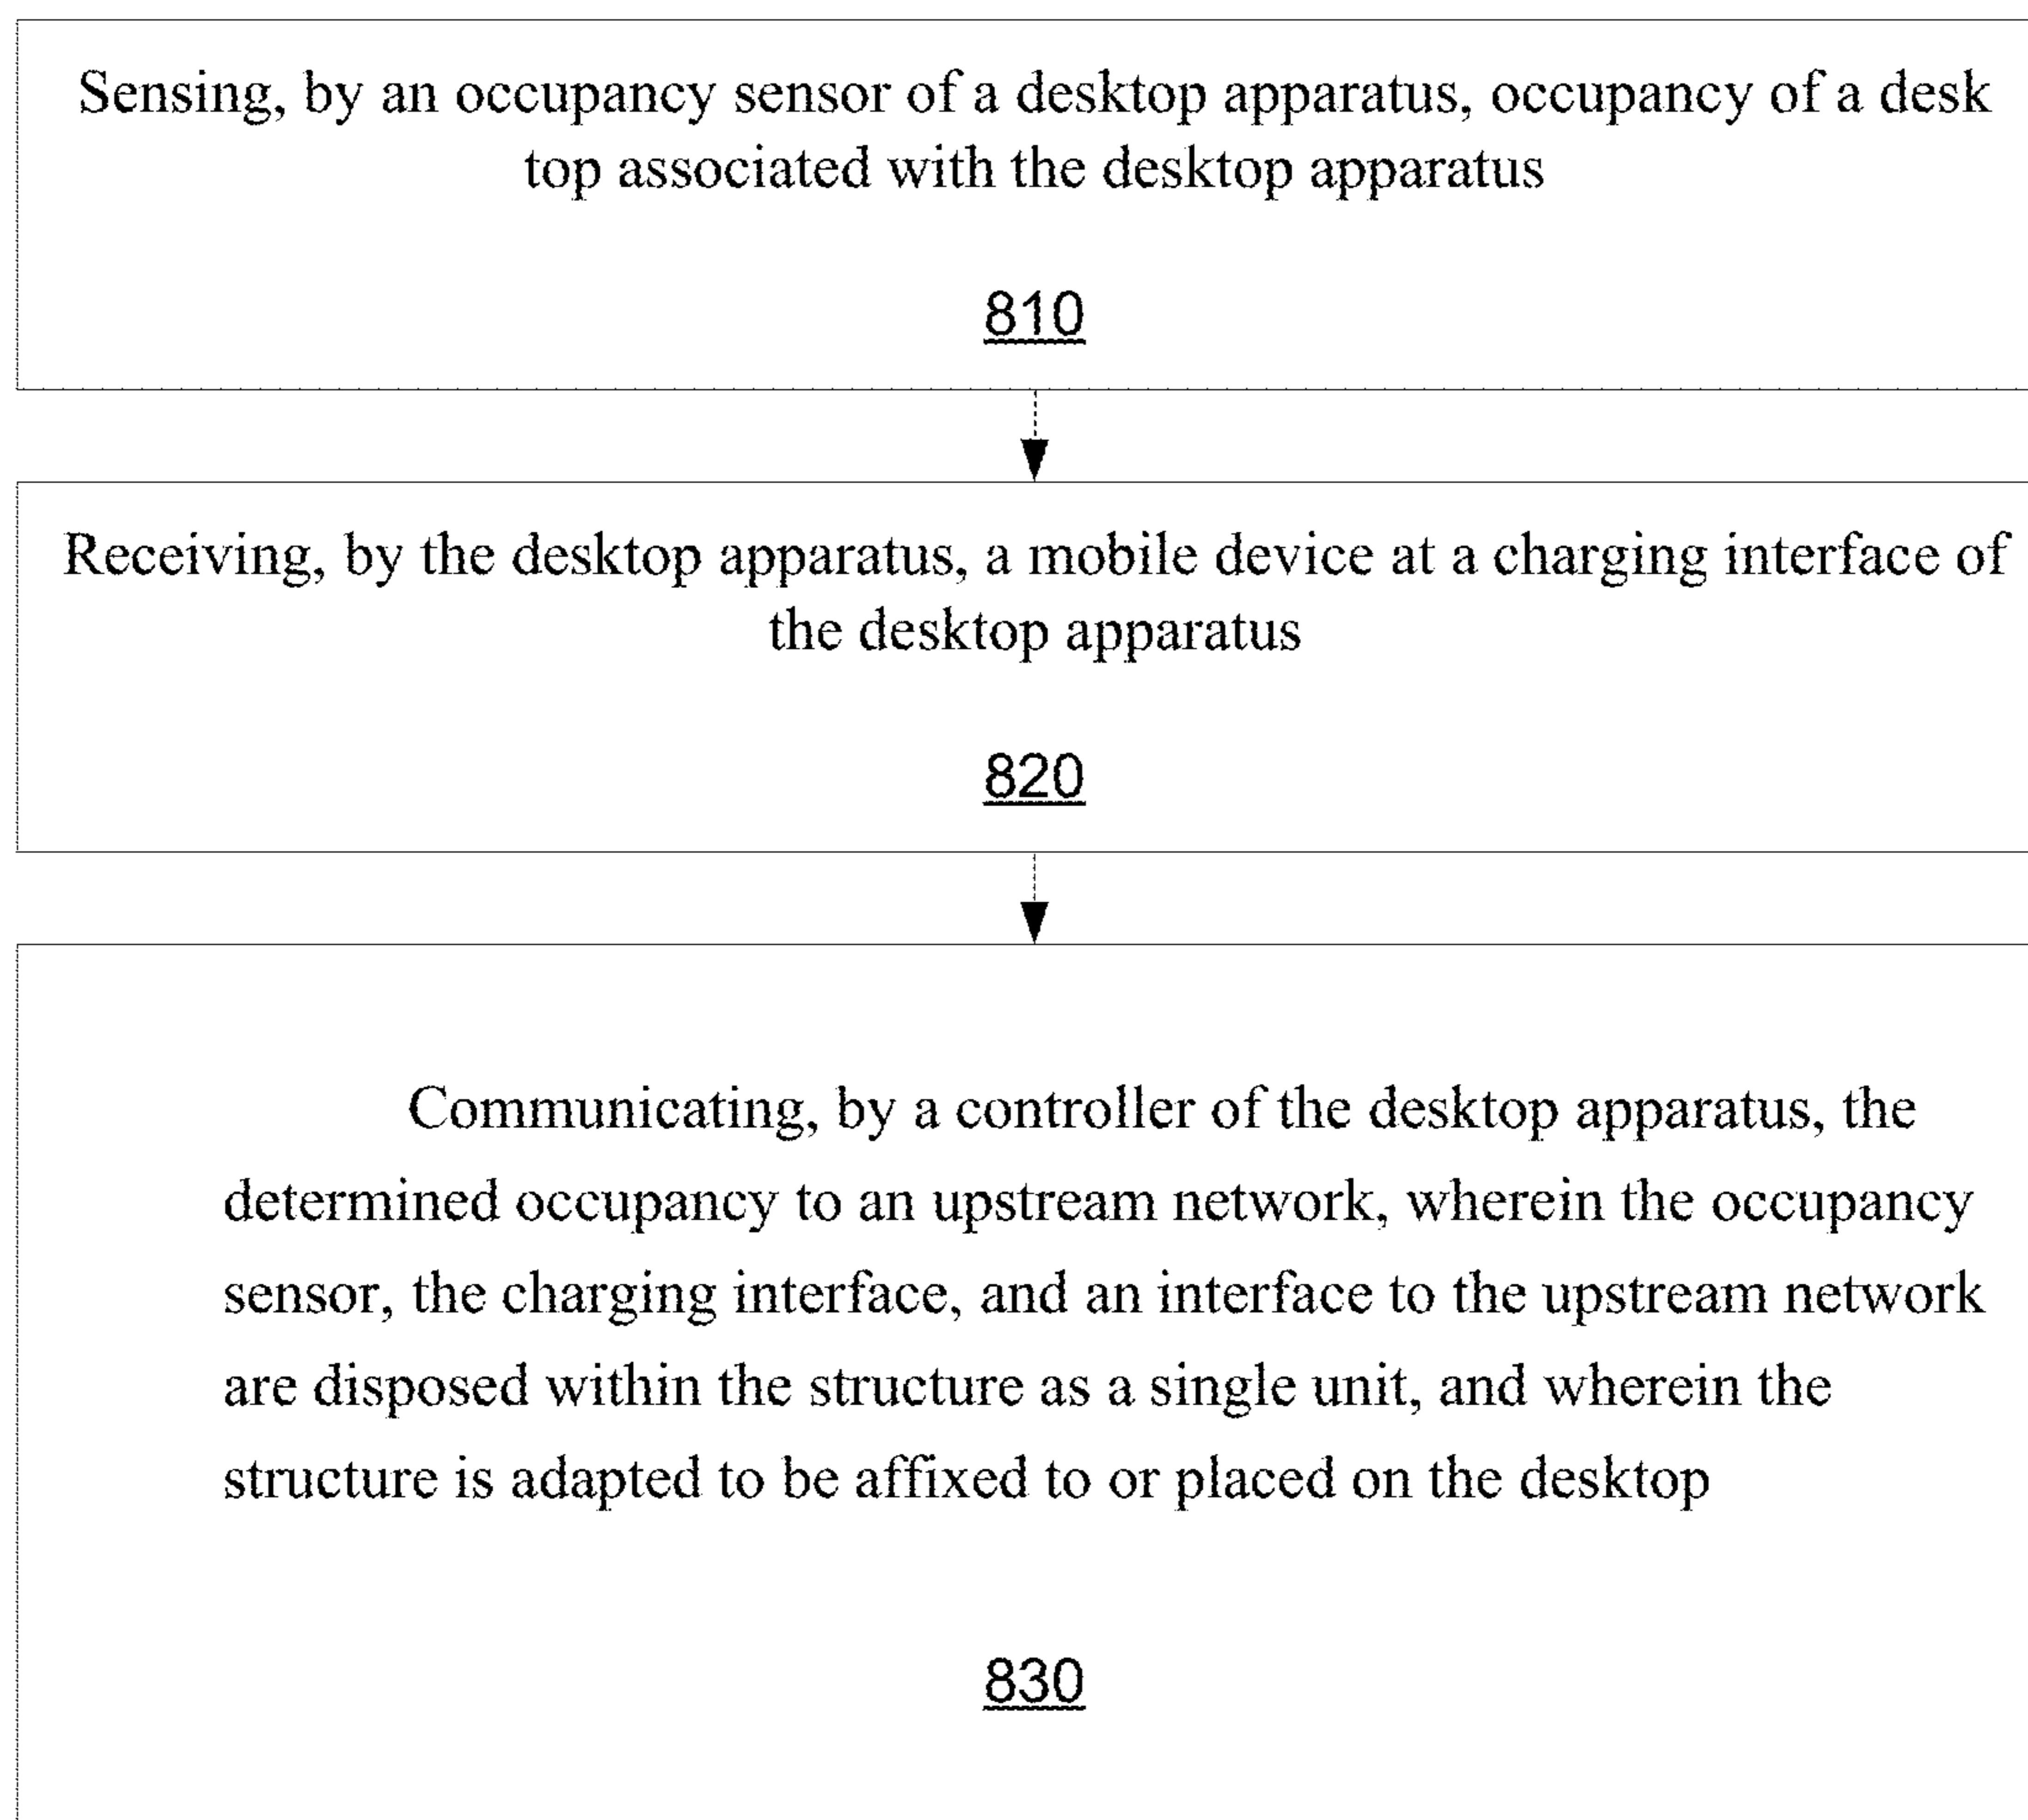 Sensing, by an occupancy sensor of a desktop apparatus, occupancy of a desk
top associated with the desktop apparatus
810
Receiving, by the desktop apparatus, a mobile device at a charging interface of
the desktop apparatus
820
Communicating, by a controller of the desktop apparatus, the
determined occupancy to an upstream network, wherein the occupancy
sensor, the charging interface, and an interface to the upstream network
are disposed within the structure as a single unit, and wherein the
structure is adapted to be affixed to or placed on the desktop
830